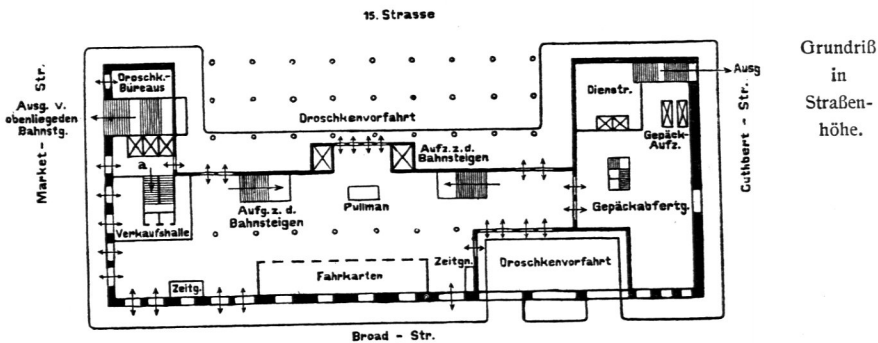 15. Strasse
Market- Str.
Droschk.-
Büreaus
Ausg. v.
obenliegeden
Bahnstg.
a
Verkaufshalle
Zeitg.
Droschkenvorfahrt
Aufg. z. d.
Bahnsteigen
Pullman
Aufz. z. d.
Bahnsteigen
Fahrkarten
Zeitgn.
Droschkenvorfahrt
Dienstr.
Gepäck-
Aufz.
Gepäckabfertg.
Ausg
Cuthbert - Str.
Broad - Str.
Grundriß
in
Straßen-
höhe.